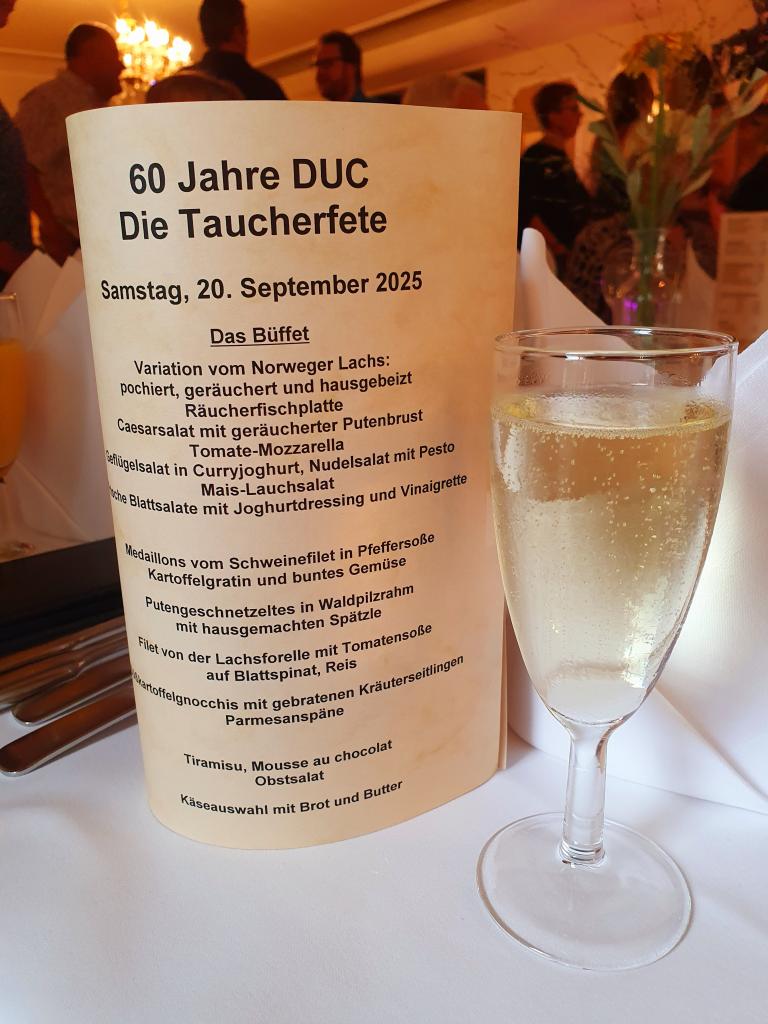 60 Jahre DUC
Die Taucherfete
Samstag, 20. September 2025
Das Büffet
Variation vom Norweger Lachs:
pochiert, geräuchert und hausgebeizt
Räucherfischplatte
Caesarsalat mit geräucherter Putenbrust
Tomate-Mozzarella
Geflügelsalat in Curryjoghurt, Nudelsalat mit Pesto
Mais-Lauchsalat
Blattsalate mit Joghurtdressing und Vinaigrette
Medaillons vom Schweinefilet in Pfeffersoße
Kartoffelgratin und buntes Gemüse
Putengeschnetzeltes in Waldpilzrahm
mit hausgemachten Spätzle
Filet von der Lachsforelle mit Tomatensoße
auf Blattspinat, Reis
mit gebratenen Kräuterseitlingen
Parmesanspäne
Tiramisu, Mousse au chocolat
Obstsalat
Käseauswahl mit Brot und Butter